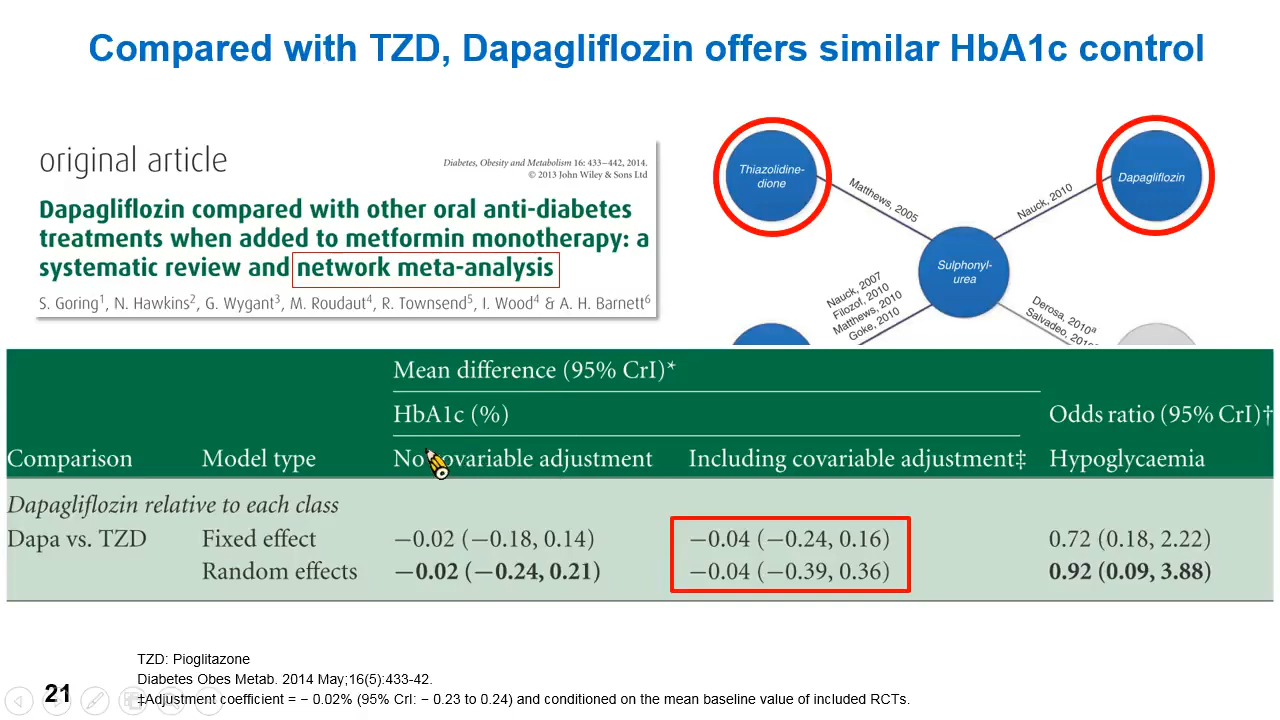 Compared with TZD, Dapagliflozin offers similar HbA1c control
original article
Diabetes, Obesity and Metabolism 16: 433–442, 2014.
© 2013 John Wiley & Sons Ltd
Dapagliflozin compared with other oral anti-diabetes
treatments when added to metformin monotherapy: a
systematic review and network meta-analysis
S. Goring1, N. Hawkins2, G. Wygant3, M. Roudaut4, R. Townsend5, I. Wood4 & A. H. Barnett6
Thiazolidine-
dione
Matthews, 2005
Nauck, 2010
Dapagliflozin
Sulphonyl-
urea
Nauck, 2007
Filozof, 2010
Matthews, 2010
Goke, 2010
Derosa, 2010a
Salvadeo, 2010
Mean difference (95% CrI)*
HbA1c (%)
Odds ratio (95% CrI)†
Comparison Model type No covariable adjustment Including covariable adjustment‡ Hypoglycaemia
Dapagliflozin relative to each class
Dapa vs. TZD Fixed effect −0.02 (−0.18, 0.14) −0.04 (−0.24, 0.16) 0.72 (0.18, 2.22)
Random effects −0.02 (−0.24, 0.21) −0.04 (−0.39, 0.36) 0.92 (0.09, 3.88)
TZD: Pioglitazone
Diabetes Obes Metab. 2014 May;16(5):433-42.
‡Adjustment coefficient = − 0.02% (95% CrI: − 0.23 to 0.24) and conditioned on the mean baseline value of included RCTs.
21